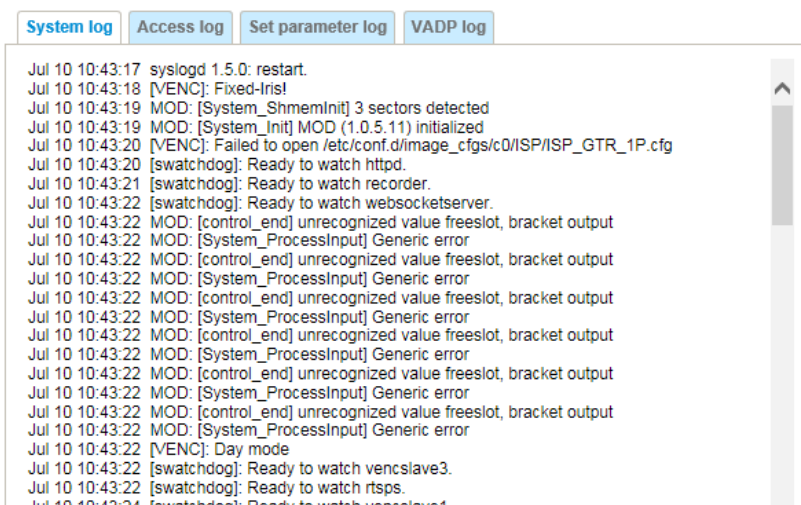 System log Access log Set parameter log VADP log
Jul 10 10:43:17 syslogd 1.5.0: restart.
Jul 10 10:43:18 [VENC]: Fixed-Iris!
Jul 10 10:43:19 MOD: [System_ShmemInit] 3 sectors detected
Jul 10 10:43:19 MOD: [System_Init] MOD (1.0.5.11) initialized
Jul 10 10:43:20 [VENC]: Failed to open /etc/conf.d/image_cfgs/c0/ISP/ISP_GTR_1P.cfg
Jul 10 10:43:20 [swatchdog]: Ready to watch httpd.
Jul 10 10:43:21 [swatchdog]: Ready to watch recorder.
Jul 10 10:43:22 [swatchdog]: Ready to watch websocketserver.
Jul 10 10:43:22 MOD: [control_end] unrecognized value freeslot, bracket output
Jul 10 10:43:22 MOD: [System_ProcessInput] Generic error
Jul 10 10:43:22 MOD: [control_end] unrecognized value freeslot, bracket output
Jul 10 10:43:22 MOD: [System_ProcessInput] Generic error
Jul 10 10:43:22 MOD: [control_end] unrecognized value freeslot, bracket output
Jul 10 10:43:22 MOD: [System_ProcessInput] Generic error
Jul 10 10:43:22 MOD: [control_end] unrecognized value freeslot, bracket output
Jul 10 10:43:22 MOD: [System_ProcessInput] Generic error
Jul 10 10:43:22 MOD: [control_end] unrecognized value freeslot, bracket output
Jul 10 10:43:22 MOD: [System_ProcessInput] Generic error
Jul 10 10:43:22 MOD: [control_end] unrecognized value freeslot, bracket output
Jul 10 10:43:22 MOD: [System_ProcessInput] Generic error
Jul 10 10:43:22 [VENC]: Day mode
Jul 10 10:43:22 [swatchdog]: Ready to watch vencslave3.
Jul 10 10:43:22 [swatchdog]: Ready to watch rtsps.
Jul 10 10:43:24 [swatchdog]: Ready to watch vencslave1.